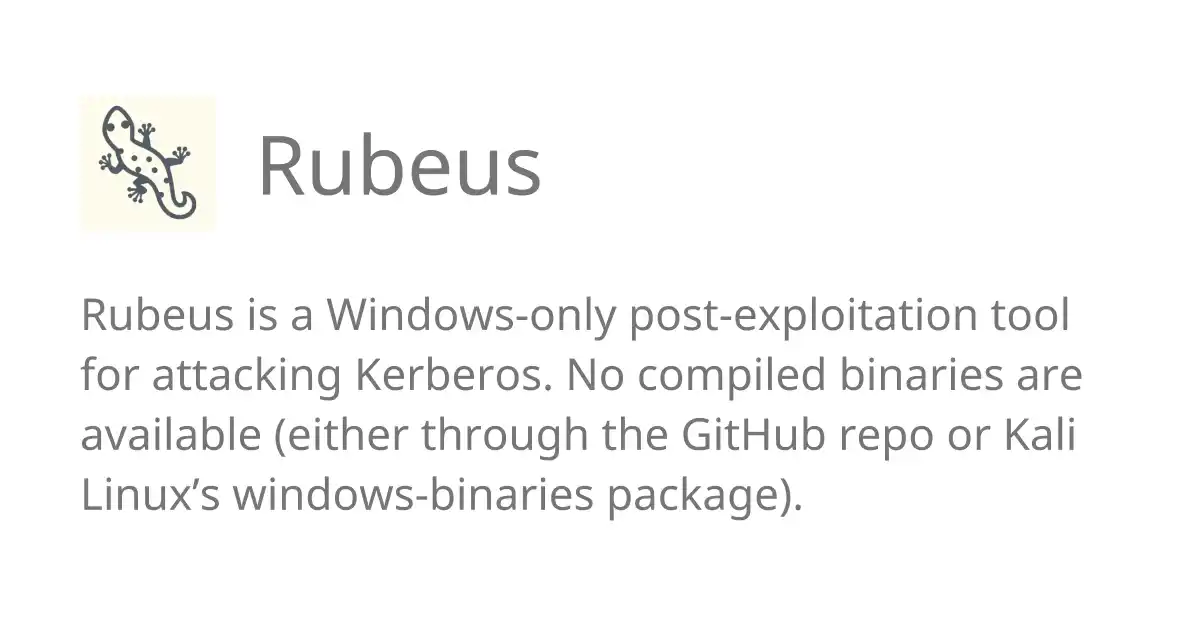 Rubeus
Rubeus is a Windows-only post-exploitation tool
for attacking Kerberos. No compiled binaries are
available (either through the GitHub repo or Kali
Linux’s windows-binaries package).